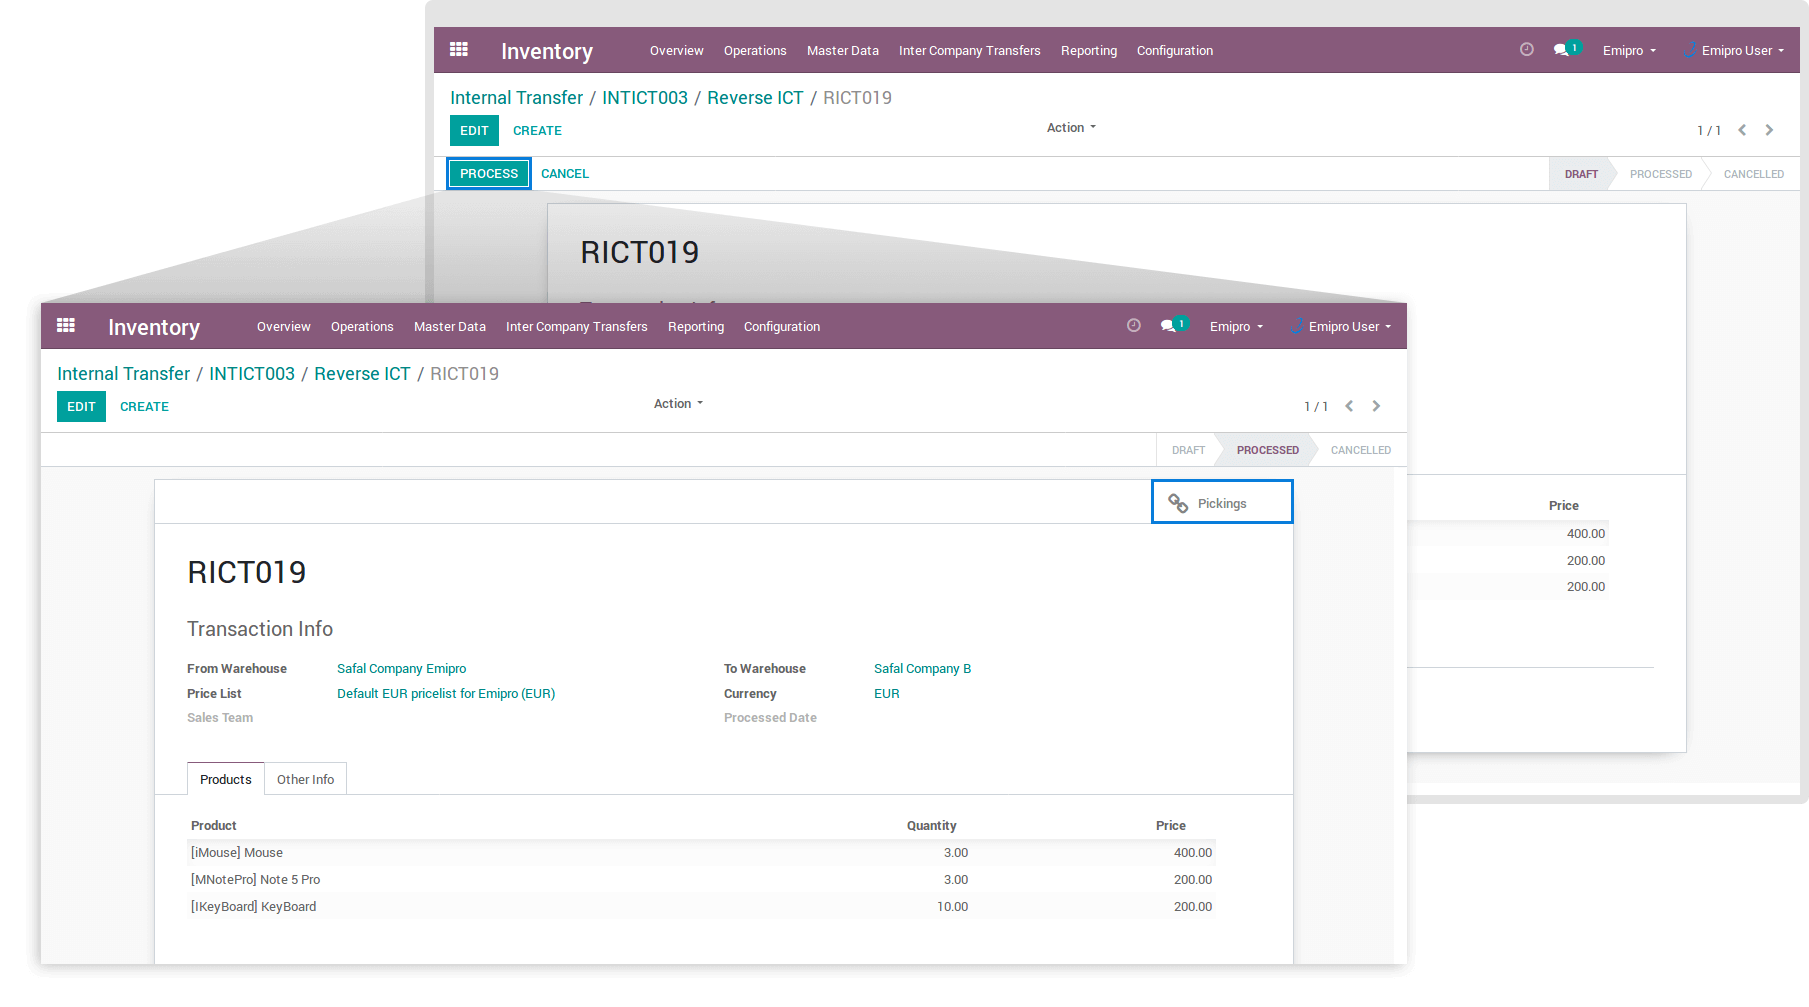 Inventory Overview Operations Master Data Inter Company Transfers Reporting Configuration 1 Emipro Emipro User
Internal Transfer / INTICT003 / Reverse ICT / RICT019
EDIT CREATE Action 1 / 1
PROCESS CANCEL DRAFT PROCESSED CANCELLED
RICT019
Price
400.00
200.00
200.00
Inventory Overview Operations Master Data Inter Company Transfers Reporting Configuration 1 Emipro Emipro User
Internal Transfer / INTICT003 / Reverse ICT / RICT019
EDIT CREATE Action 1 / 1
DRAFT PROCESSED CANCELLED
Pickings
RICT019
Transaction Info
From Warehouse Safal Company Emipro To Warehouse Safal Company B
Price List Default EUR pricelist for Emipro (EUR) Currency EUR
Sales Team Processed Date
Products Other Info
Product Quantity Price
[iMouse] Mouse 3.00 400.00
[MNotePro] Note 5 Pro 3.00 200.00
[IKeyBoard] KeyBoard 10.00 200.00